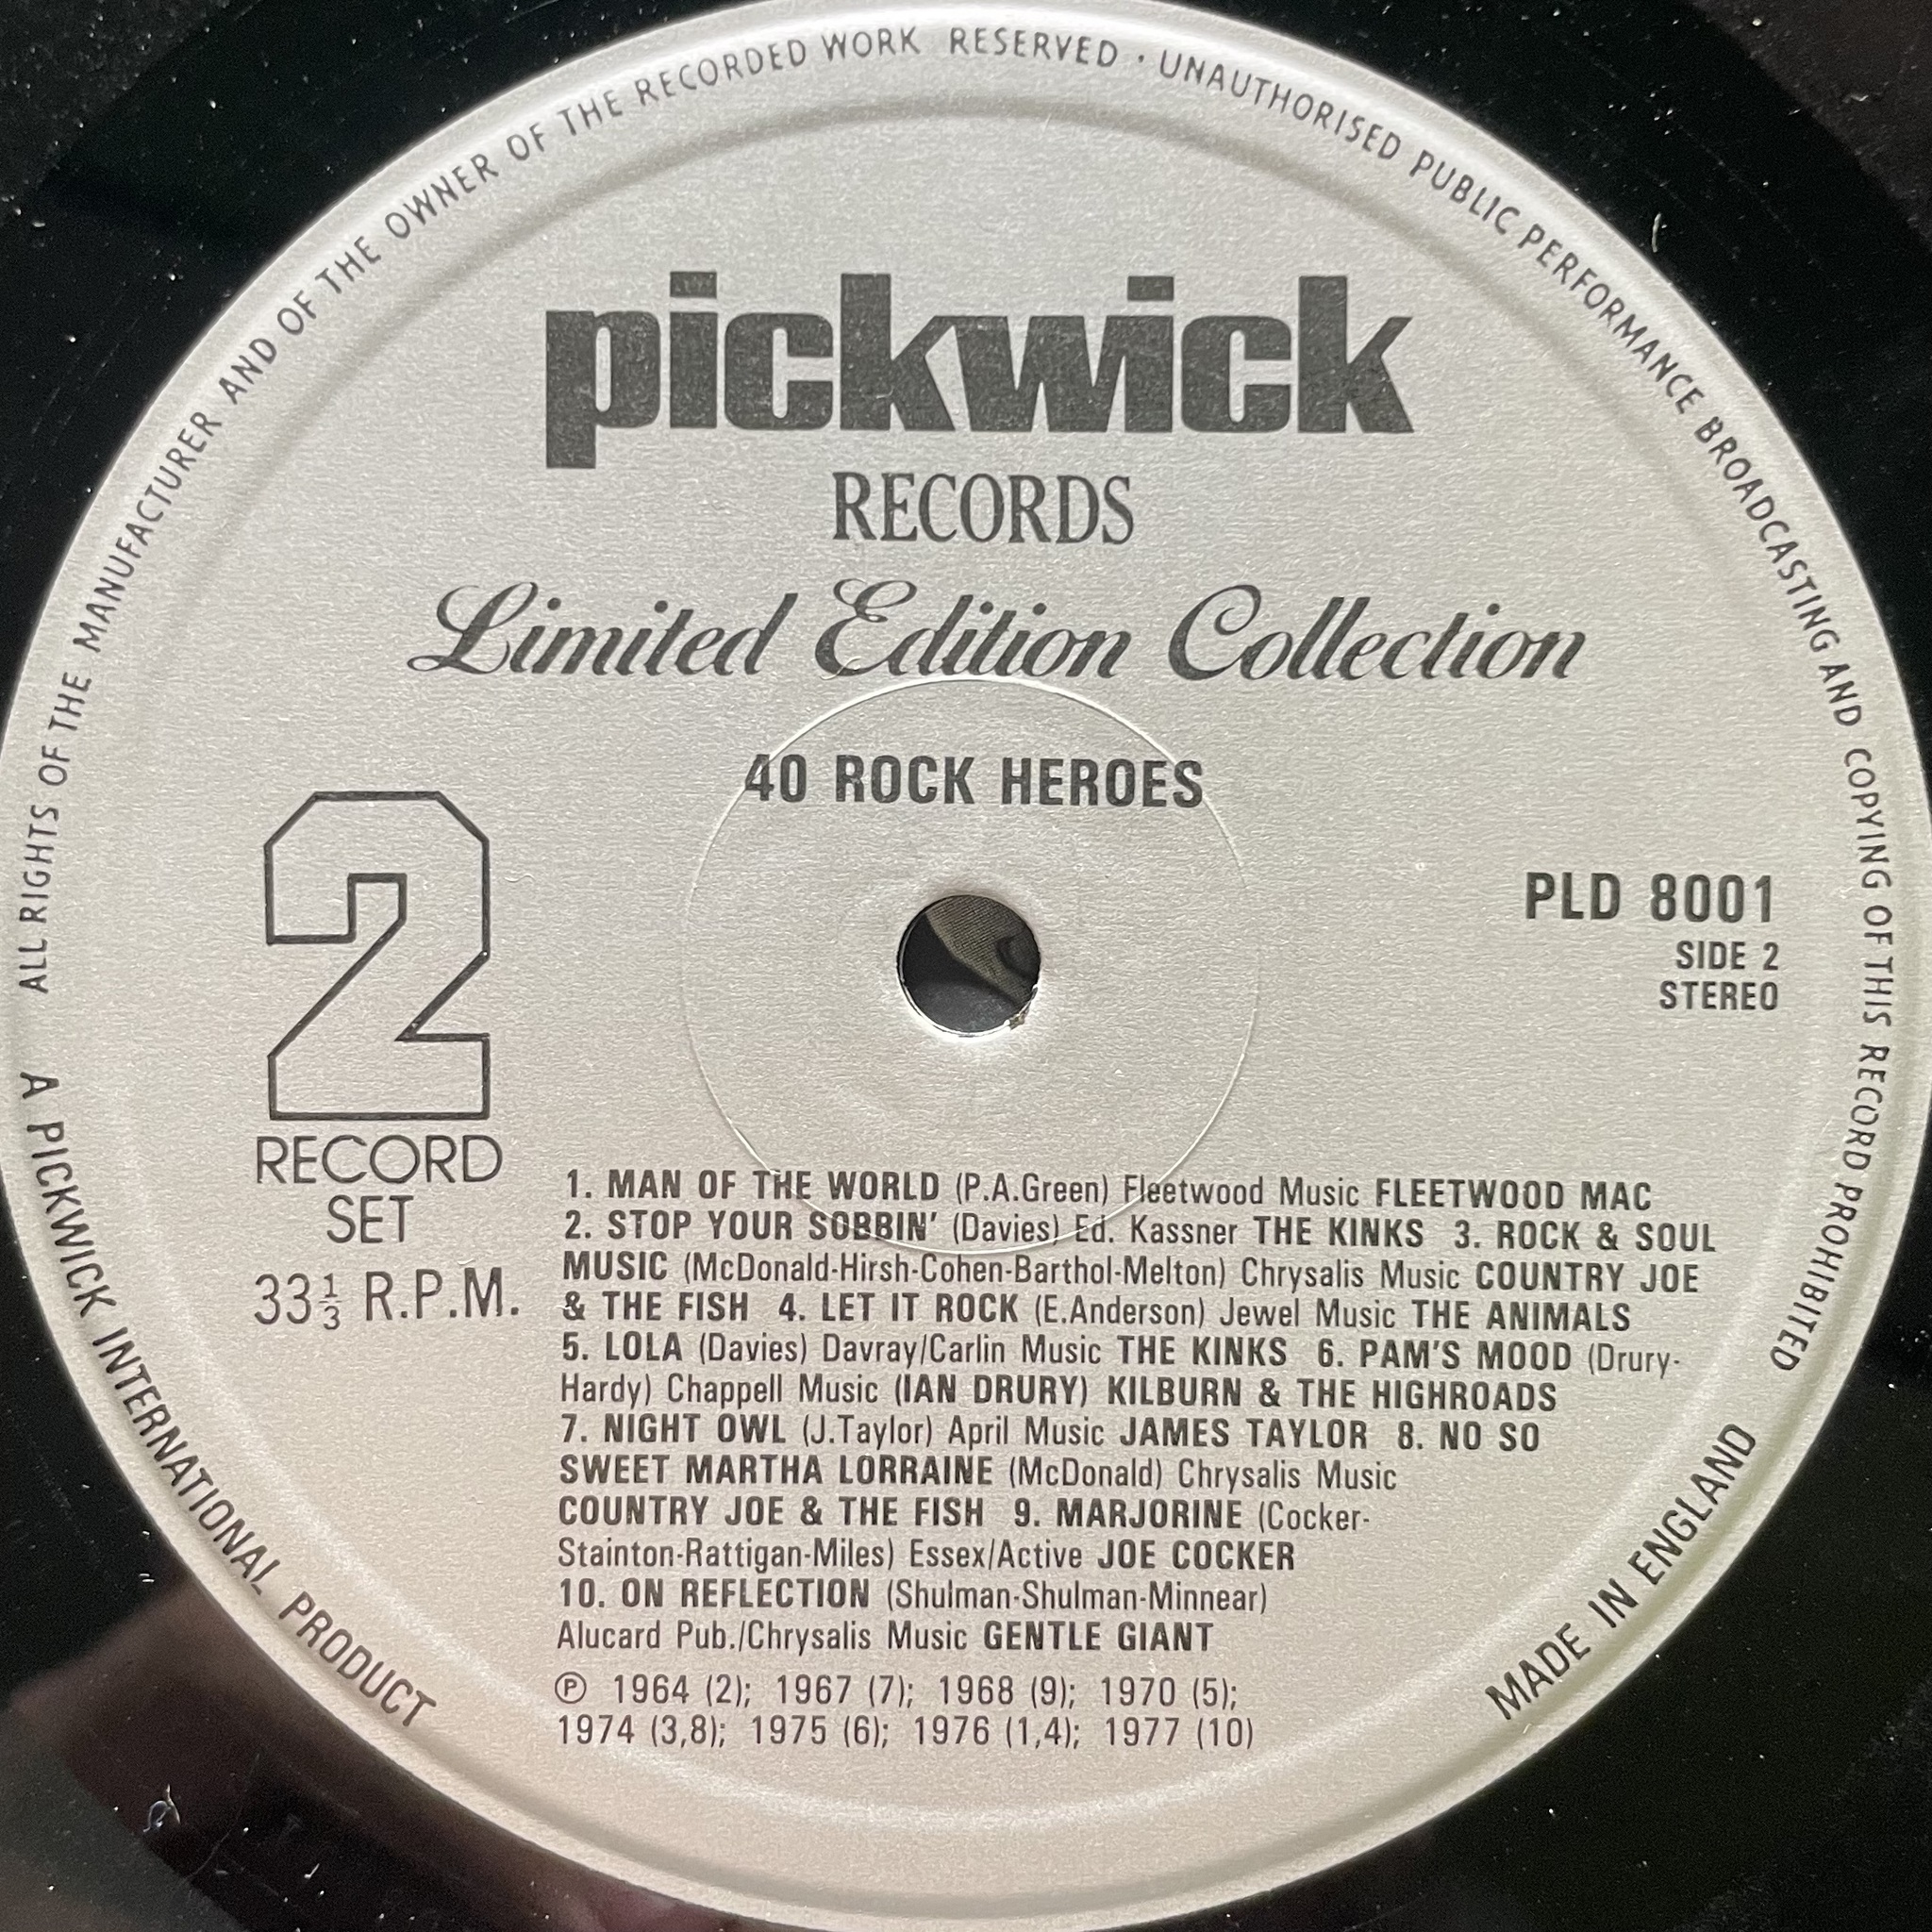 ALL RIGHTS OF THE MANUFACTURER AND OF THE OWNER OF THE RECORDED WORK RESERVED · UNAUTHORISED PUBLIC PERFORMANCE BROADCASTING AND COPYING OF THIS RECORD PROHIBITED
pickwick
RECORDS
Limited Edition Collection
40 ROCK HEROES
2
RECORD
SET
33⅓ R.P.M.
PLD 8001
SIDE 2
STEREO
1. MAN OF THE WORLD (P.A.Green) Fleetwood Music FLEETWOOD MAC
2. STOP YOUR SOBBIN' (Davies) Ed. Kassner THE KINKS 3. ROCK & SOUL
MUSIC (McDonald-Hirsh-Cohen-Barthol-Melton) Chrysalis Music COUNTRY JOE
& THE FISH 4. LET IT ROCK (E.Anderson) Jewel Music THE ANIMALS
5. LOLA (Davies) Davray/Carlin Music THE KINKS 6. PAM'S MOOD (Drury-
Hardy) Chappell Music (IAN DRURY) KILBURN & THE HIGHROADS
7. NIGHT OWL (J.Taylor) April Music JAMES TAYLOR 8. NO SO
SWEET MARTHA LORRAINE (McDonald) Chrysalis Music
COUNTRY JOE & THE FISH 9. MARJORINE (Cocker-
Stainton-Rattigan-Miles) Essex/Active JOE COCKER
10. ON REFLECTION (Shulman-Shulman-Minnear)
Alucard Pub./Chrysalis Music GENTLE GIANT
℗ 1964 (2); 1967 (7); 1968 (9); 1970 (5);
1974 (3,8); 1975 (6); 1976 (1,4); 1977 (10)
A PICKWICK INTERNATIONAL PRODUCT
MADE IN ENGLAND